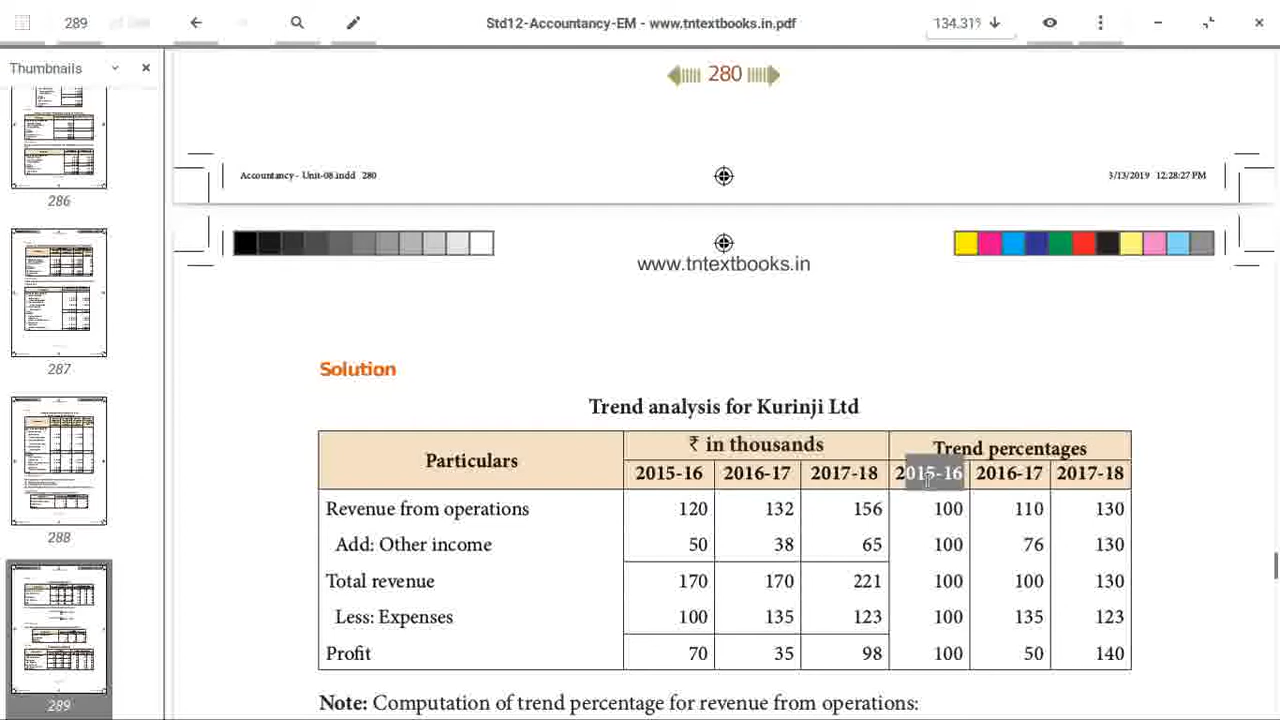 289
Std12-Accountancy-EM - www.tntextbooks.in.pdf
134.31%
Thumbnails
286
287
288
289
280
Accountancy - Unit-08.indd 280
3/13/2019 12:28:27 PM
www.tntextbooks.in
Solution
Trend analysis for Kurinji Ltd
Particulars ₹ in thousands Trend percentages
2015-16 2016-17 2017-18 2015-16 2016-17 2017-18
Revenue from operations 120 132 156 100 110 130
Add: Other income 50 38 65 100 76 130
Total revenue 170 170 221 100 100 130
Less: Expenses 100 135 123 100 135 123
Profit 70 35 98 100 50 140
Note: Computation of trend percentage for revenue from operations: